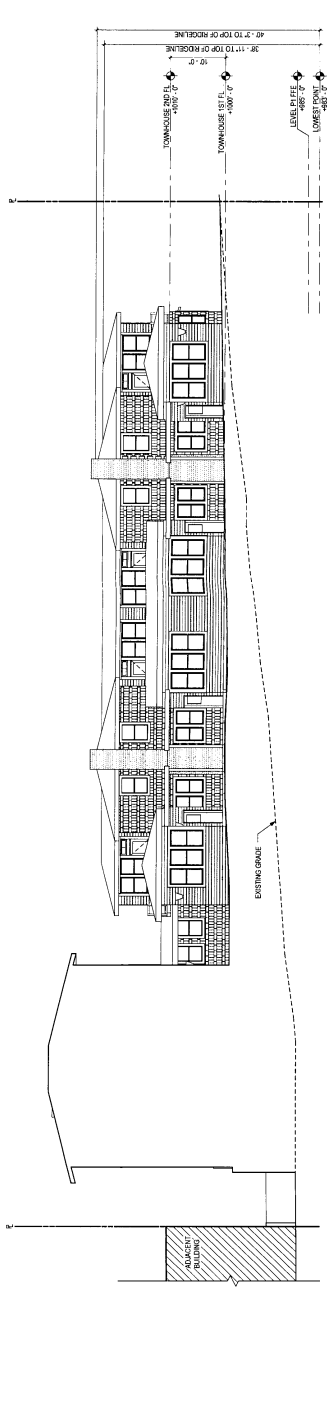 40' - 3" TO TOP OF RIDGELINE
38' - 11" TO TOP OF RIDGELINE
10' - 0"
TOWNHOUSE 2ND FL
+1010' - 0"
TOWNHOUSE 1ST FL
+1000' - 0"
LEVEL P1 FFE
+985' - 0"
LOWEST POINT
+983' - 0"
EXISTING GRADE
ADJACENT
BUILDING